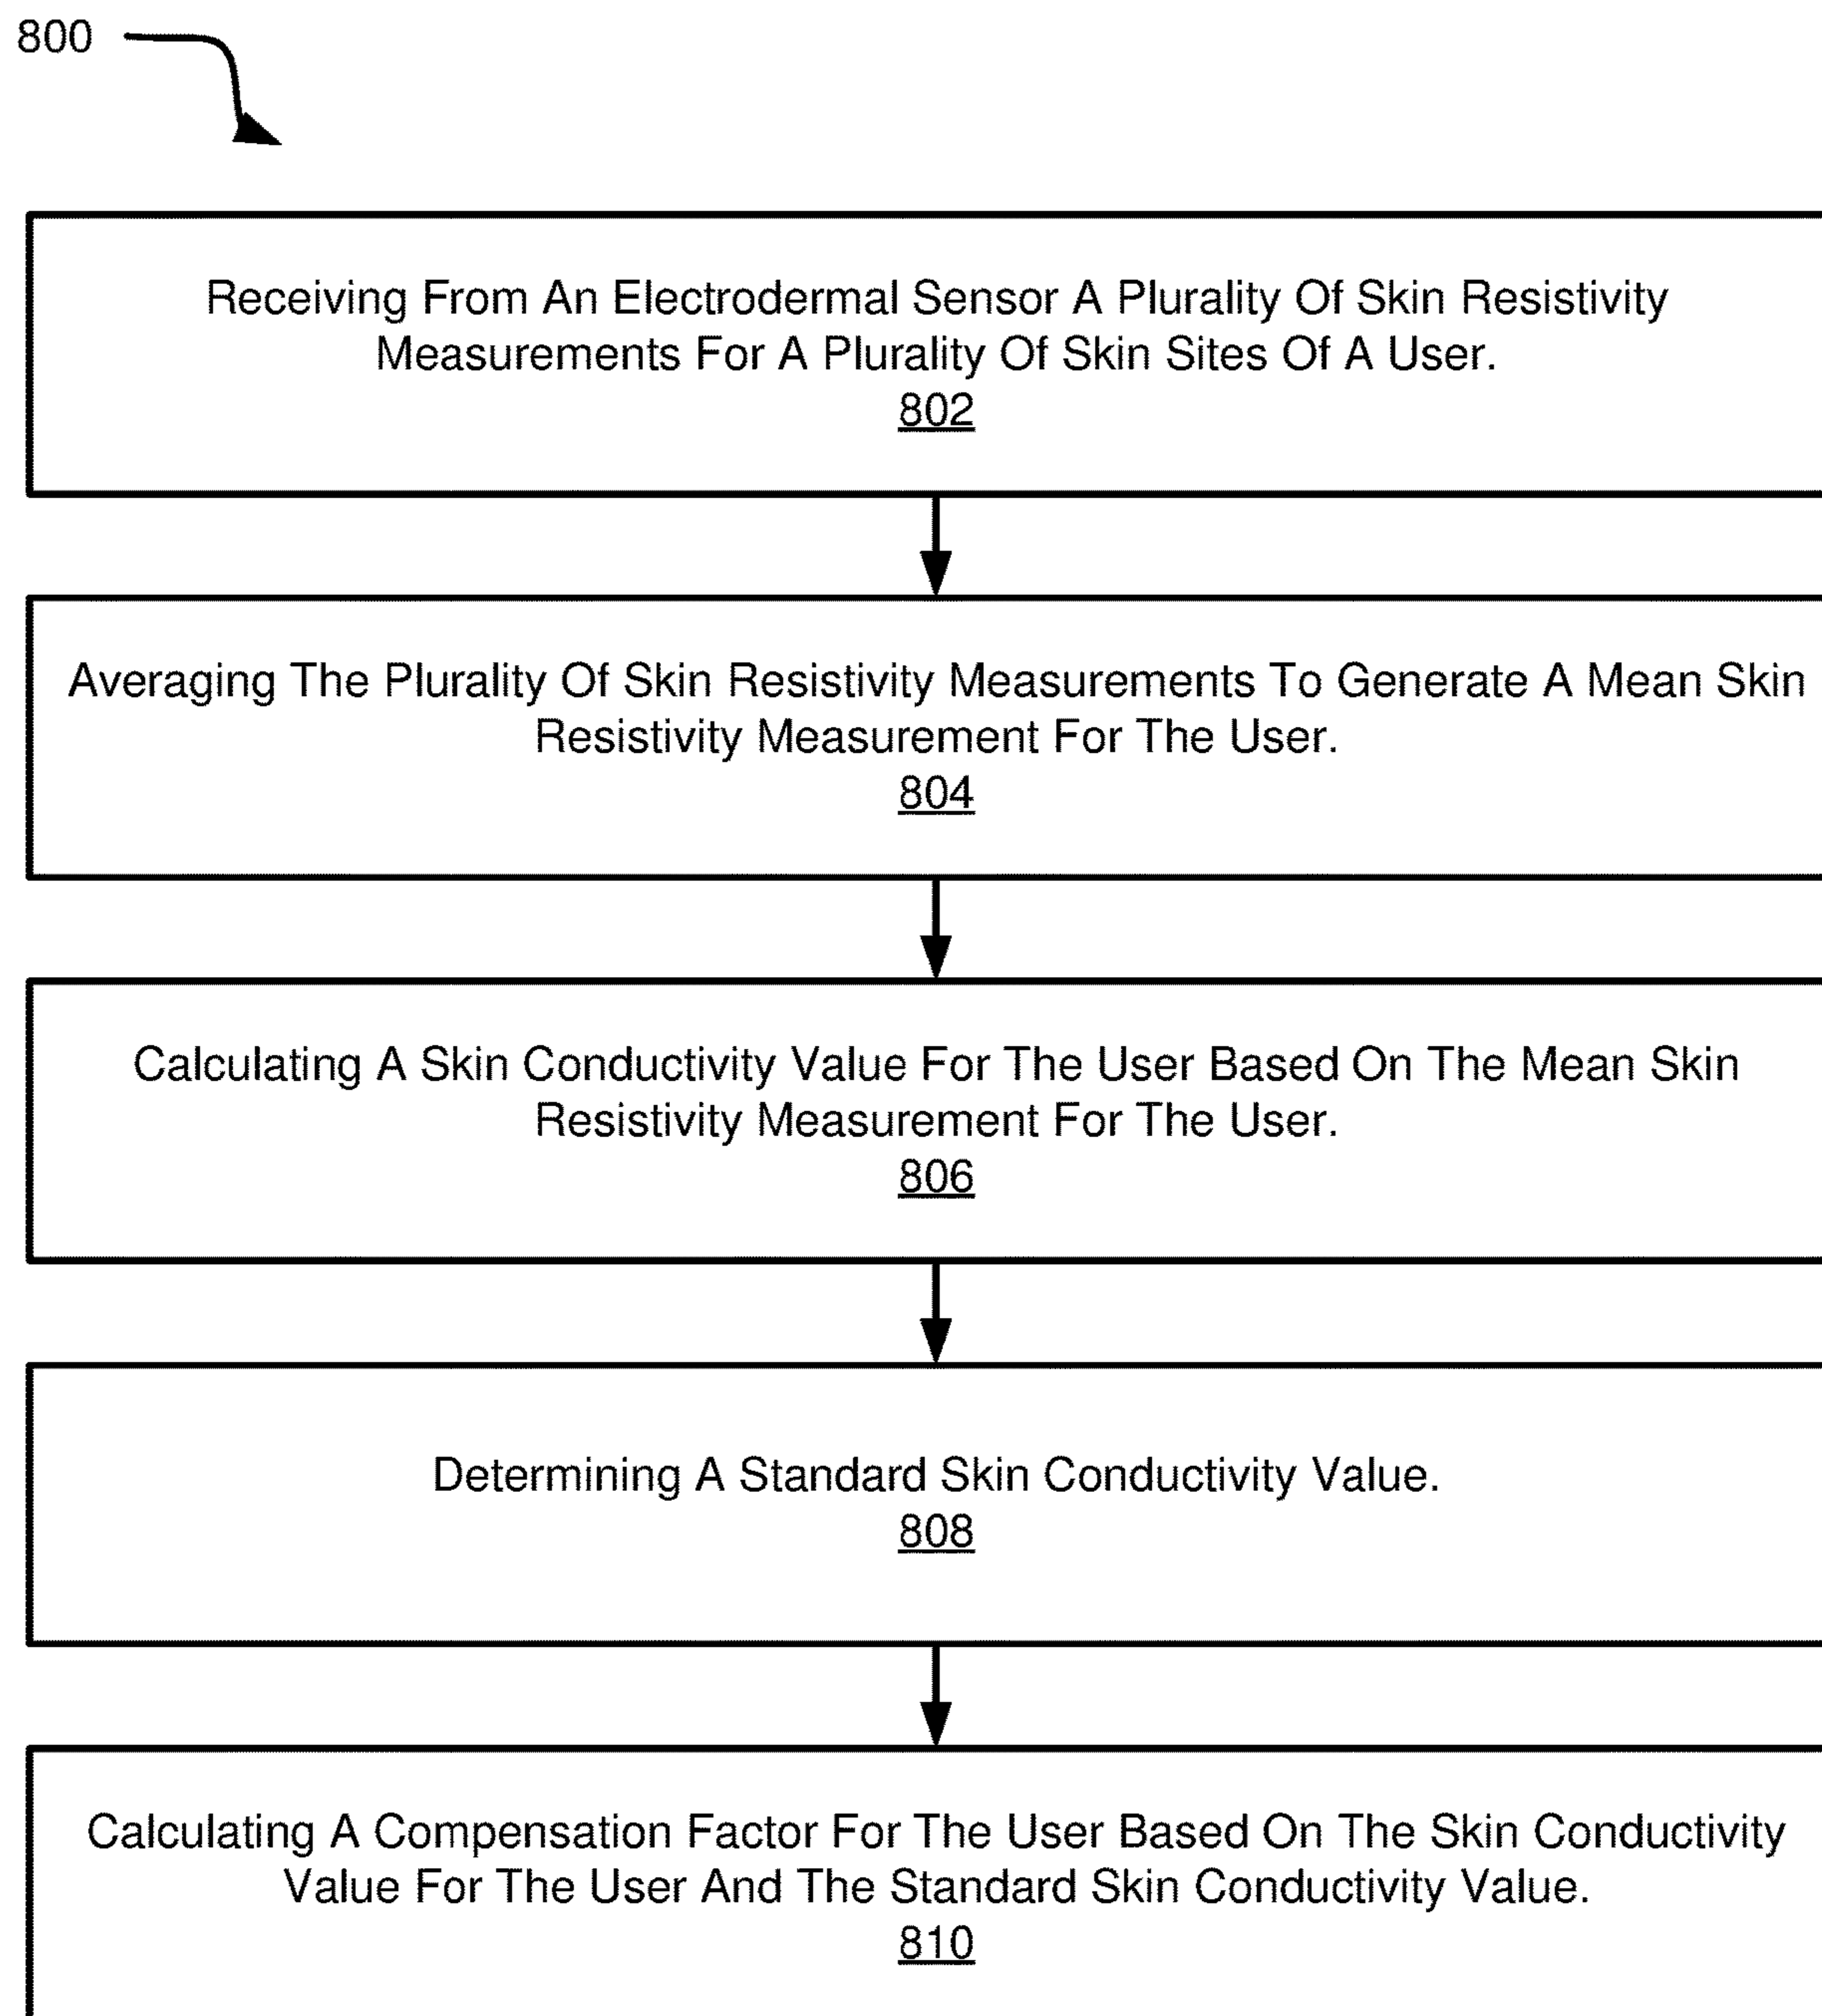 800
Receiving From An Electrodermal Sensor A Plurality Of Skin Resistivity
Measurements For A Plurality Of Skin Sites Of A User.
802
Averaging The Plurality Of Skin Resistivity Measurements To Generate A Mean Skin
Resistivity Measurement For The User.
804
Calculating A Skin Conductivity Value For The User Based On The Mean Skin
Resistivity Measurement For The User.
806
Determining A Standard Skin Conductivity Value.
808
Calculating A Compensation Factor For The User Based On The Skin Conductivity
Value For The User And The Standard Skin Conductivity Value.
810